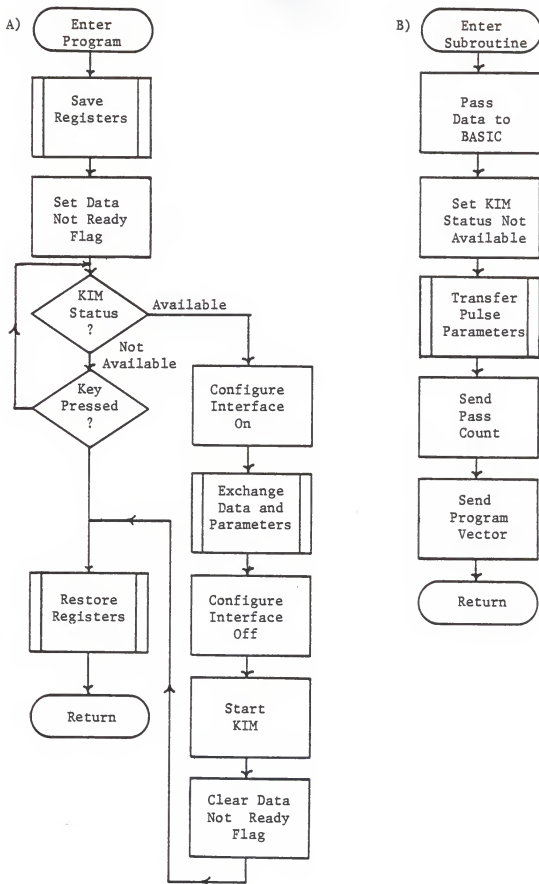 A)
Enter
Program
Save
Registers
Set Data
Not Ready
Flag
KIM
Status
?
Available
Not
Available
Key
Pressed
?
Configure
Interface
On
Exchange
Data and
Parameters
Configure
Interface
Off
Start
KIM
Clear Data
Not Ready
Flag
Restore
Registers
Return
B)
Enter
Subroutine
Pass
Data to
BASIC
Set KIM
Status Not
Available
Transfer
Pulse
Parameters
Send
Pass
Count
Send
Program
Vector
Return